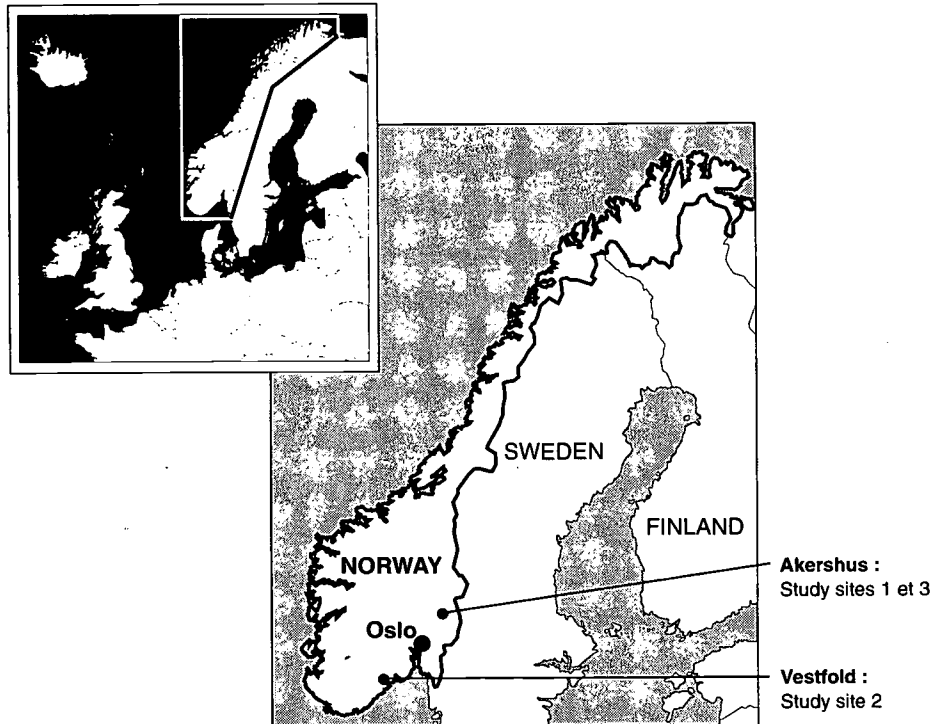 SWEDEN
FINLAND
NORWAY
Akershus :
Study sites 1 et 3
Oslo
Vestfold :
Study site 2